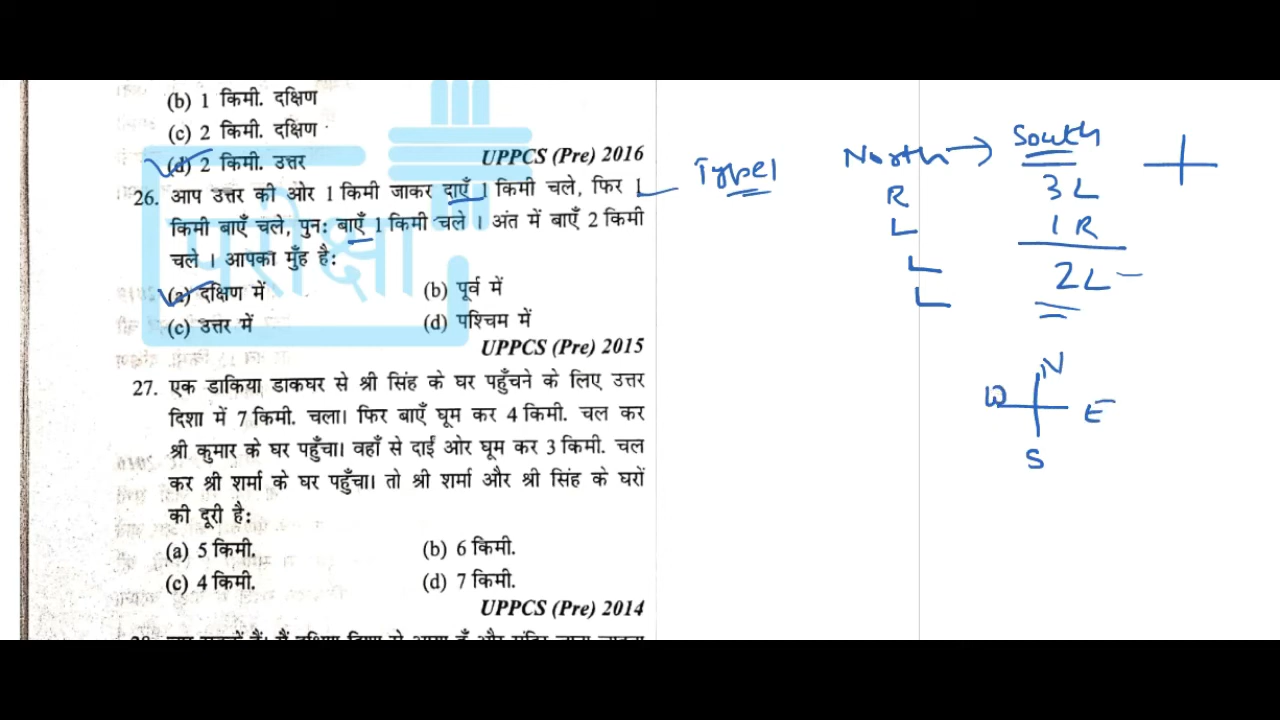 (b) 1 किमी. दक्षिण
(c) 2 किमी. दक्षिण
(d) 2 किमी. उत्तर
UPPCS (Pre) 2016
26. आप उत्तर की ओर 1 किमी जाकर दाएँ 1 किमी चले, फिर 1
किमी बाएँ चले, पुन: बाएँ 1 किमी चले । अंत में बाएँ 2 किमी
चले । आपका मुँह है:
(a) दक्षिण में (b) पूर्व में
(c) उत्तर में (d) पश्चिम में
UPPCS (Pre) 2015
27. एक डाकिया डाकघर से श्री सिंह के घर पहुँचने के लिए उत्तर
दिशा में 7 किमी. चला। फिर बाएँ घूम कर 4 किमी. चल कर
श्री कुमार के घर पहुँचा। वहाँ से दाईं ओर घूम कर 3 किमी. चल
कर श्री शर्मा के घर पहुँचा। तो श्री शर्मा और श्री सिंह के घरों
की दूरी है:
(a) 5 किमी. (b) 6 किमी.
(c) 4 किमी. (d) 7 किमी.
UPPCS (Pre) 2014
परीक्षा
Type1
North → South
R 3L
L 1R
L 2L
L
N
W E
S